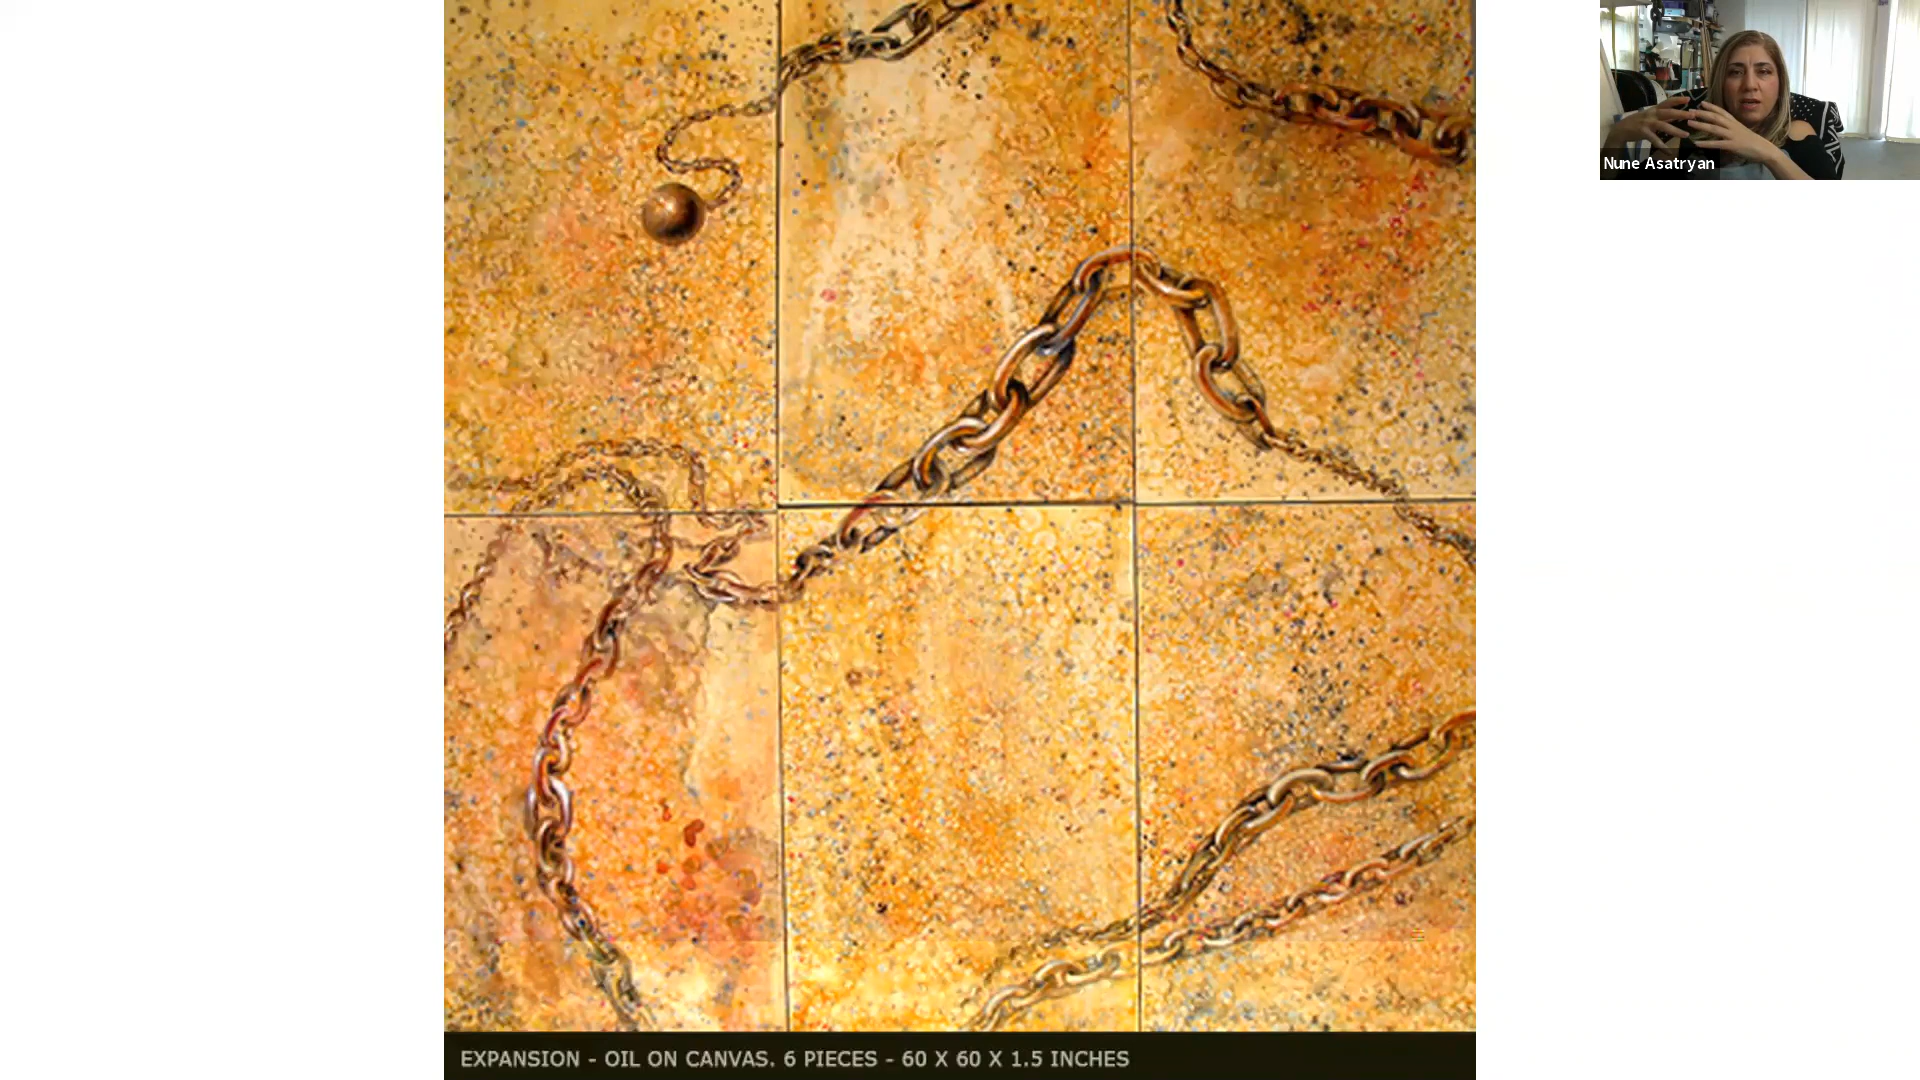 Nune Asatryan
EXPANSION - OIL ON CANVAS. 6 PIECES - 60 X 60 X 1.5 INCHES